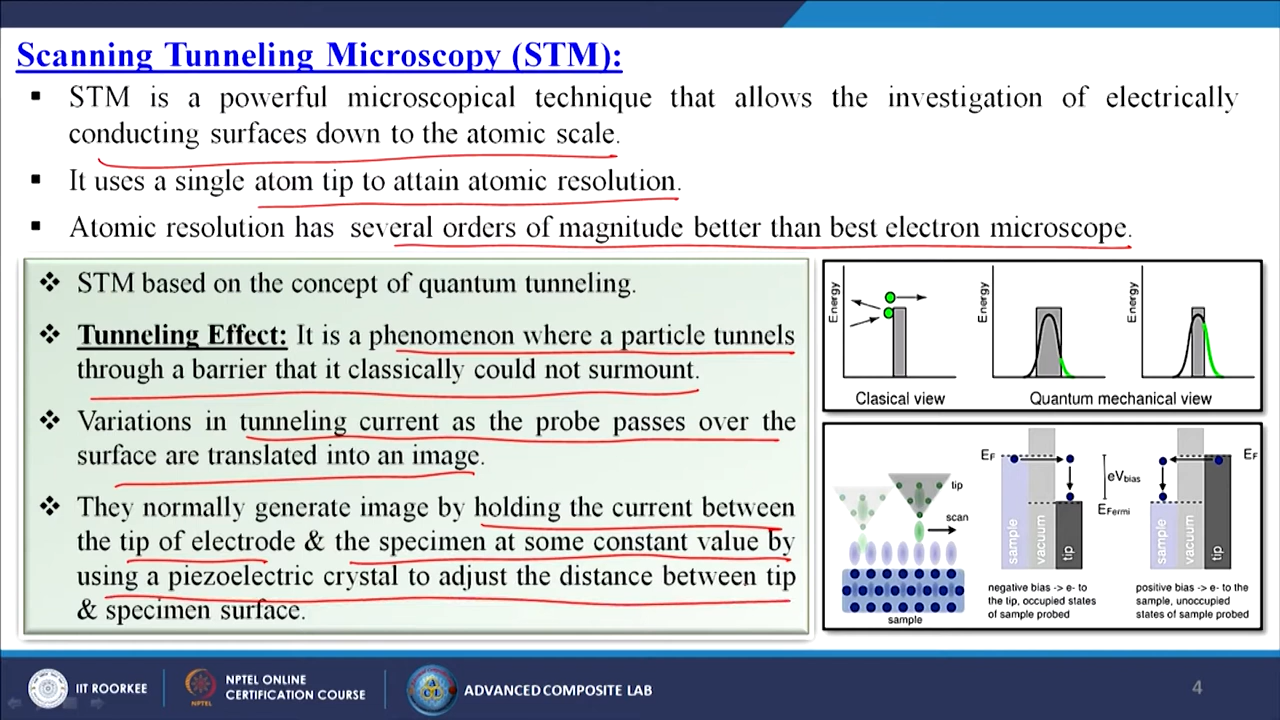 Scanning Tunneling Microscopy (STM):
▪ STM is a powerful microscopical technique that allows the investigation of electrically
conducting surfaces down to the atomic scale.
▪ It uses a single atom tip to attain atomic resolution.
▪ Atomic resolution has several orders of magnitude better than best electron microscope.
❖ STM based on the concept of quantum tunneling.
❖ Tunneling Effect: It is a phenomenon where a particle tunnels
through a barrier that it classically could not surmount.
❖ Variations in tunneling current as the probe passes over the
surface are translated into an image.
❖ They normally generate image by holding the current between
the tip of electrode & the specimen at some constant value by
using a piezoelectric crystal to adjust the distance between tip
& specimen surface.
Energy
Energy
Energy
Clasical view
Quantum mechanical view
tip
scan
sample
EF
sample
vacuum
tip
eVbias
EFermi
negative bias -> e- to
the tip, occupied states
of sample probed
EF
sample
vacuum
tip
positive bias -> e- to the
sample, unoccupied
states of sample probed
IIT ROORKEE
NPTEL
NPTEL ONLINE
CERTIFICATION COURSE
ACL
ADVANCED COMPOSITE LAB
4